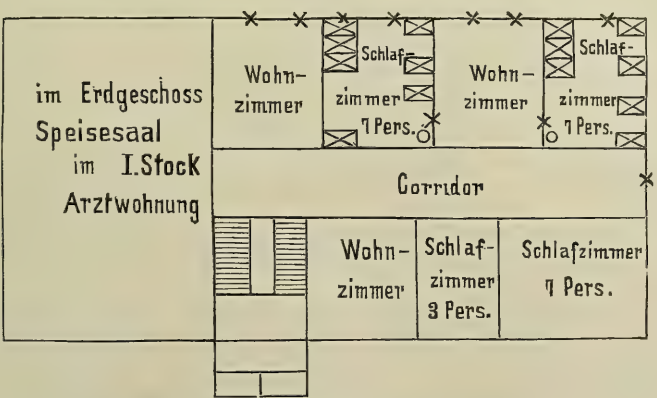 im Erdgeschoss
Speisesaal
im I. Stock
Arztwohnung
Wohn-
zimmer
Schlaf-
zimmer
7 Pers.
Wohn-
zimmer
Schlaf-
zimmer
7 Pers.
Corridor
Wohn-
zimmer
Schlaf-
zimmer
3 Pers.
Schlafzimmer
7 Pers.